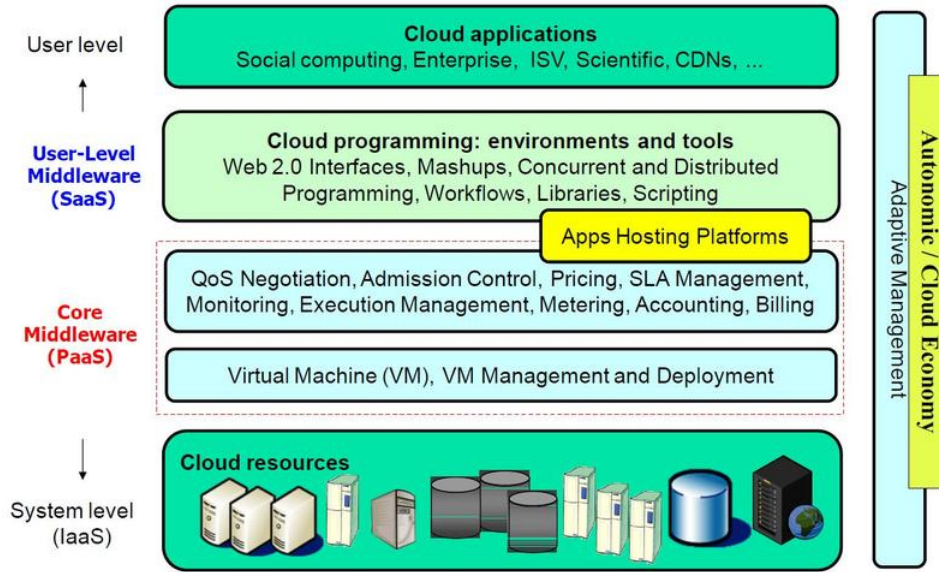 User level
Cloud applications
Social computing, Enterprise, ISV, Scientific, CDNs, ...
User-Level
Middleware
(SaaS)
Cloud programming: environments and tools
Web 2.0 Interfaces, Mashups, Concurrent and Distributed
Programming, Workflows, Libraries, Scripting
Apps Hosting Platforms
Core
Middleware
(PaaS)
QoS Negotiation, Admission Control, Pricing, SLA Management,
Monitoring, Execution Management, Metering, Accounting, Billing
Virtual Machine (VM), VM Management and Deployment
System level
(IaaS)
Cloud resources
Adaptive Management
Autonomic / Cloud Economy